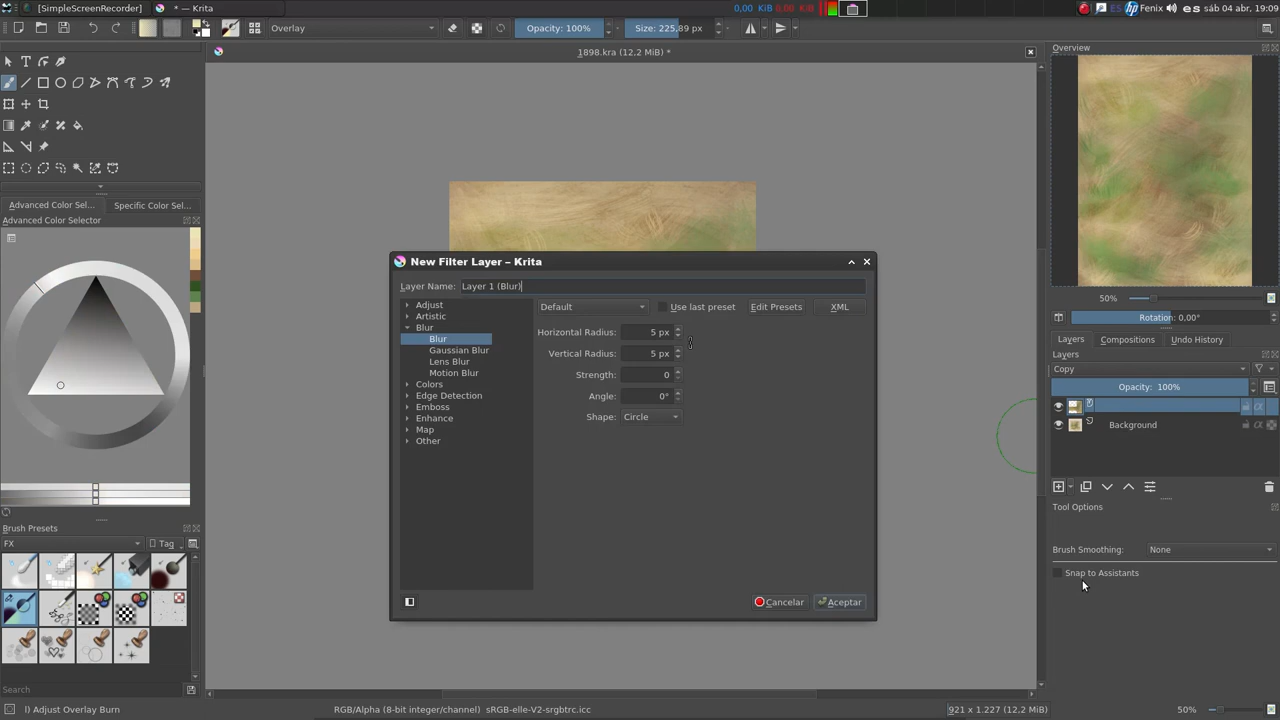 [SimpleScreenRecorder]
* — Krita
0,00 KiB 0.00 KiB
ES
Fenix
es
sáb 04 abr, 19:09
Overlay
Opacity: 100%
Size: 225,89 px
1898.kra (12,2 MiB) *
Overview
50%
Rotation: 0,00°
Layers
Compositions
Undo History
Layers
Copy
Opacity: 100%
Background
Tool Options
Brush Smoothing:
None
Snap to Assistants
Advanced Color Sel...
Specific Color Sel...
Advanced Color Selector
Brush Presets
FX
Tag
Search
New Filter Layer – Krita
Layer Name: Layer 1 (Blur)
Adjust
Artistic
Blur
Blur
Gaussian Blur
Lens Blur
Motion Blur
Colors
Edge Detection
Emboss
Enhance
Map
Other
Default
Use last preset
Edit Presets
XML
Horizontal Radius: 5 px
Vertical Radius: 5 px
Strength: 0
Angle: 0°
Shape: Circle
Cancelar
Aceptar
l) Adjust Overlay Burn
RGB/Alpha (8-bit integer/channel) sRGB-elle-V2-srgbtrc.icc
921 x 1.227 (12,2 MiB)
50%